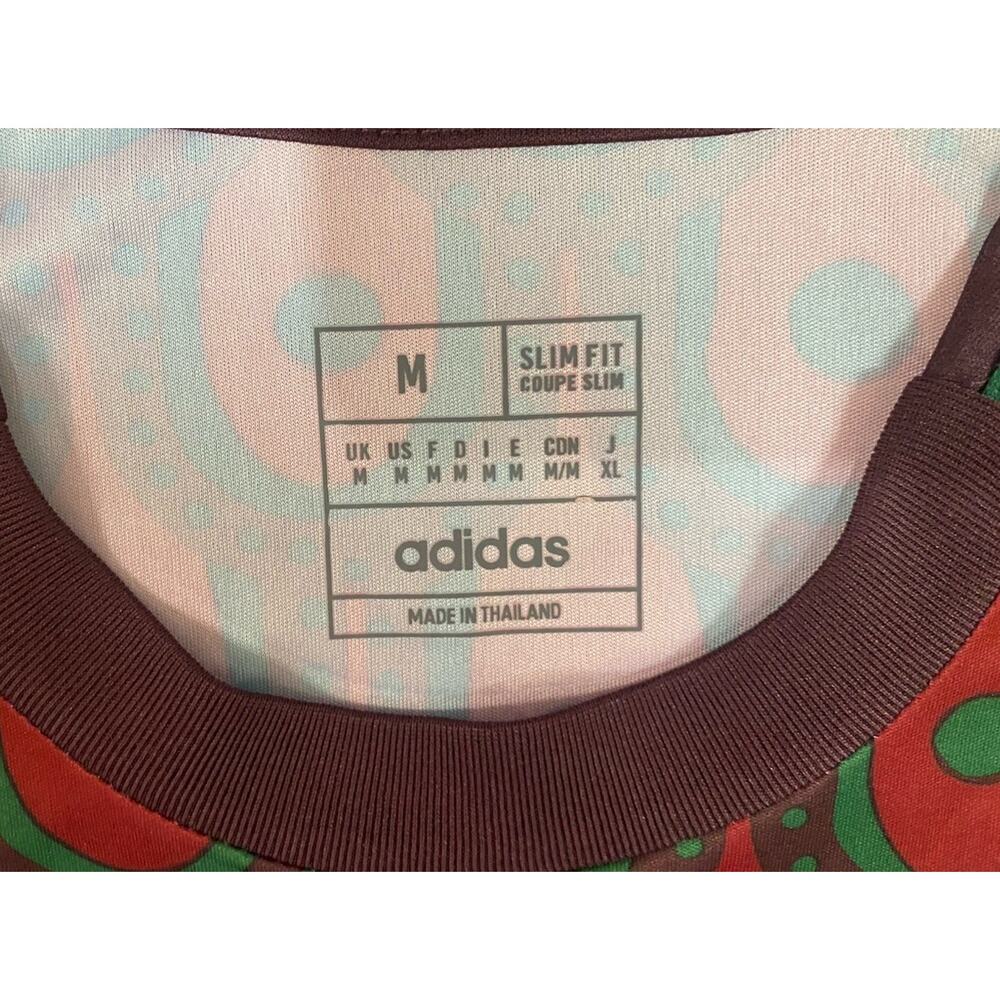 M
SLIM FIT
COUPE SLIM
UK US F D I E CDN J
M M M M M M M/M XL
adidas
MADE IN THAILAND